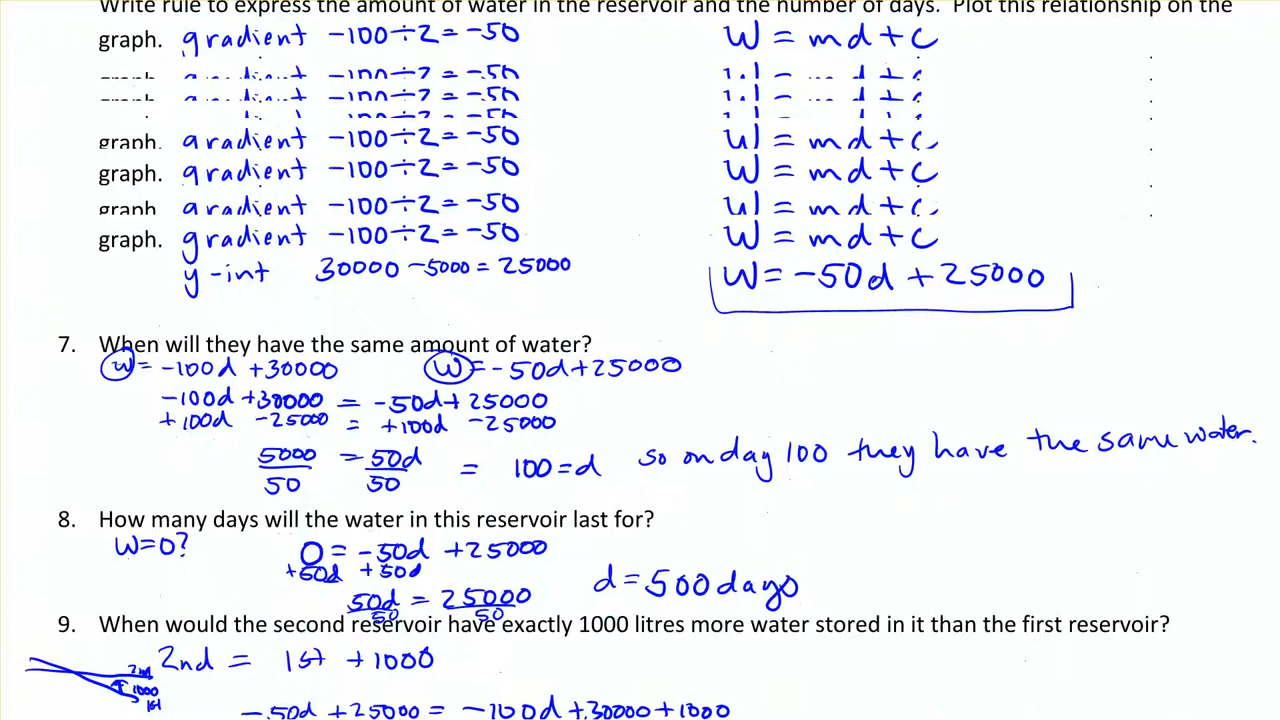 Write rule to express the amount of water in the reservoir and the number of days. Plot this relationship on the
graph. gradient -100÷2=-50 W=md+c
graph. gradient -100÷2=-50 W=md+c
graph. gradient -100÷2=-50 W=md+c
graph gradient -100÷2=-50 W=md+c
graph. gradient -100÷2=-50 W=md+c
y-int 30000-5000=25000 W=-50d+25000
7. When will they have the same amount of water?
W=-100d+30000 W=-50d+25000
-100d+30000=-50d+25000
+100d -25000 = +100d -25000
5000/50 = 50d/50 = 100=d so on day 100 they have the same water.
8. How many days will the water in this reservoir last for?
W=0? 0=-50d+25000
+50d +50d
50d/50 = 25000/50 d=500days
9. When would the second reservoir have exactly 1000 litres more water stored in it than the first reservoir?
2nd = 1st +1000
2nd
1000
1st
-50d+25000=-100d+30000+1000